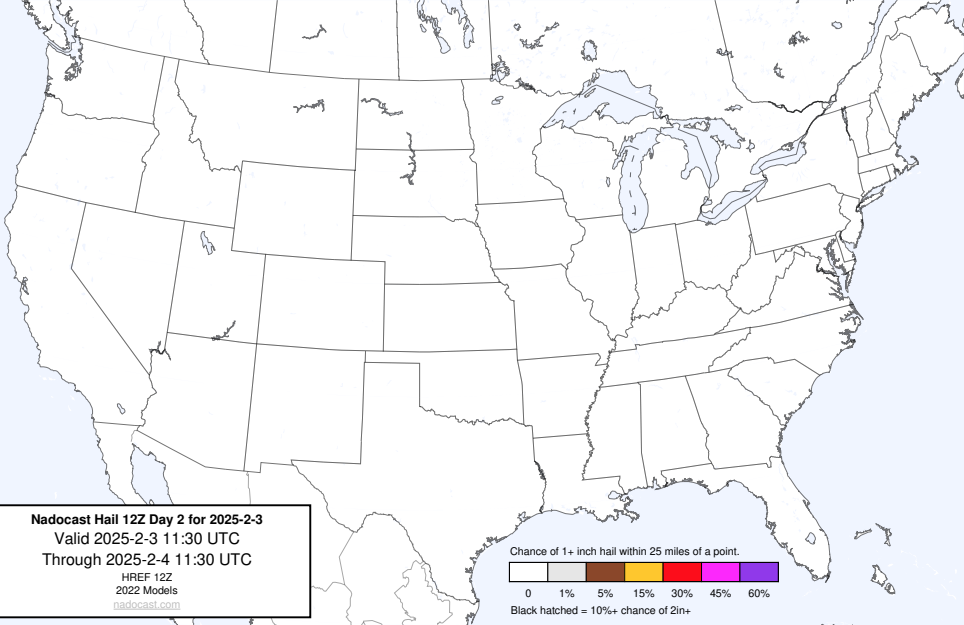 Nadocast Hail 12Z Day 2 for 2025-2-3
Valid 2025-2-3 11:30 UTC
Through 2025-2-4 11:30 UTC
HREF 12Z
2022 Models
nadocast.com
Chance of 1+ inch hail within 25 miles of a point.
0 1% 5% 15% 30% 45% 60%
Black hatched = 10%+ chance of 2in+